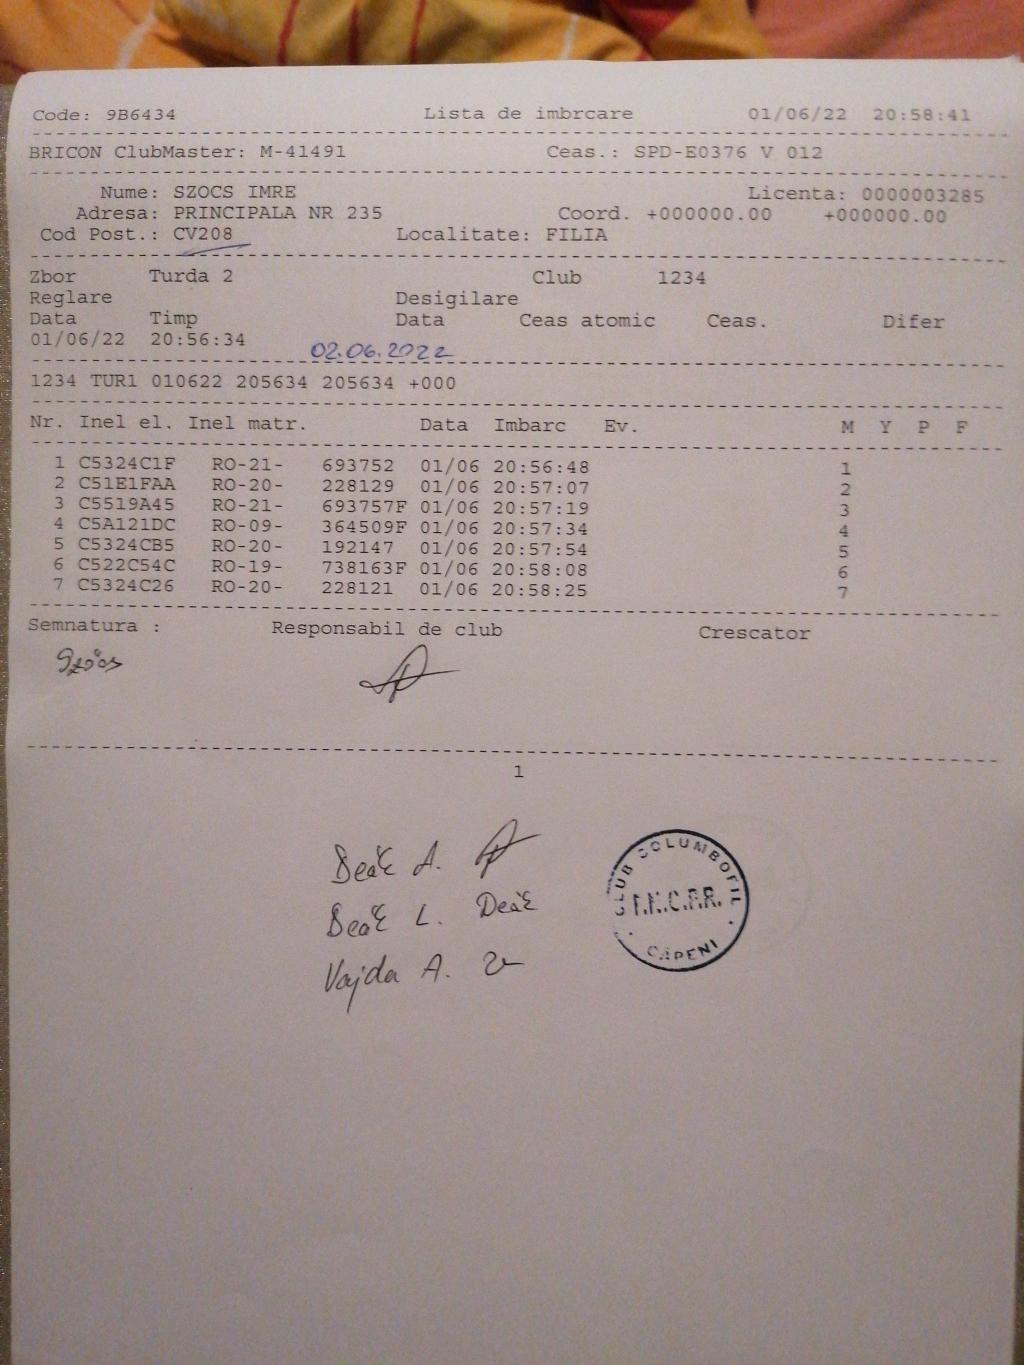 Code: 9B6434 Lista de imbrcare 01/06/22 20:58:41
BRICON ClubMaster: M-41491 Ceas.: SPD-E0376 V 012
Nume: SZOCS IMRE Licenta: 0000003285
Adresa: PRINCIPALA NR 235 Coord. +000000.00 +000000.00
Cod Post.: CV208 Localitate: FILIA
Zbor Turda 2 Club 1234
Reglare Desigilare
Data Timp Data Ceas atomic Ceas. Difer
01/06/22 20:56:34
02.06.2022
1234 TUR1 010622 205634 205634 +000
Nr. Inel el. Inel matr. Data Imbarc Ev. M Y P F
1 C5324C1F RO-21- 693752 01/06 20:56:48 1
2 C51E1FAA RO-20- 228129 01/06 20:57:07 2
3 C5519A45 RO-21- 693757F 01/06 20:57:19 3
4 C5A121DC RO-09- 364509F 01/06 20:57:34 4
5 C5324CB5 RO-20- 192147 01/06 20:57:54 5
6 C522C54C RO-19- 738163F 01/06 20:58:08 6
7 C5324C26 RO-20- 228121 01/06 20:58:25 7
Semnatura : Responsabil de club Crescator
Szőcs
1
Deák A.
Deák L. Deák
Vajda A.
CLUB COLUMBOFIL
CĂPENI